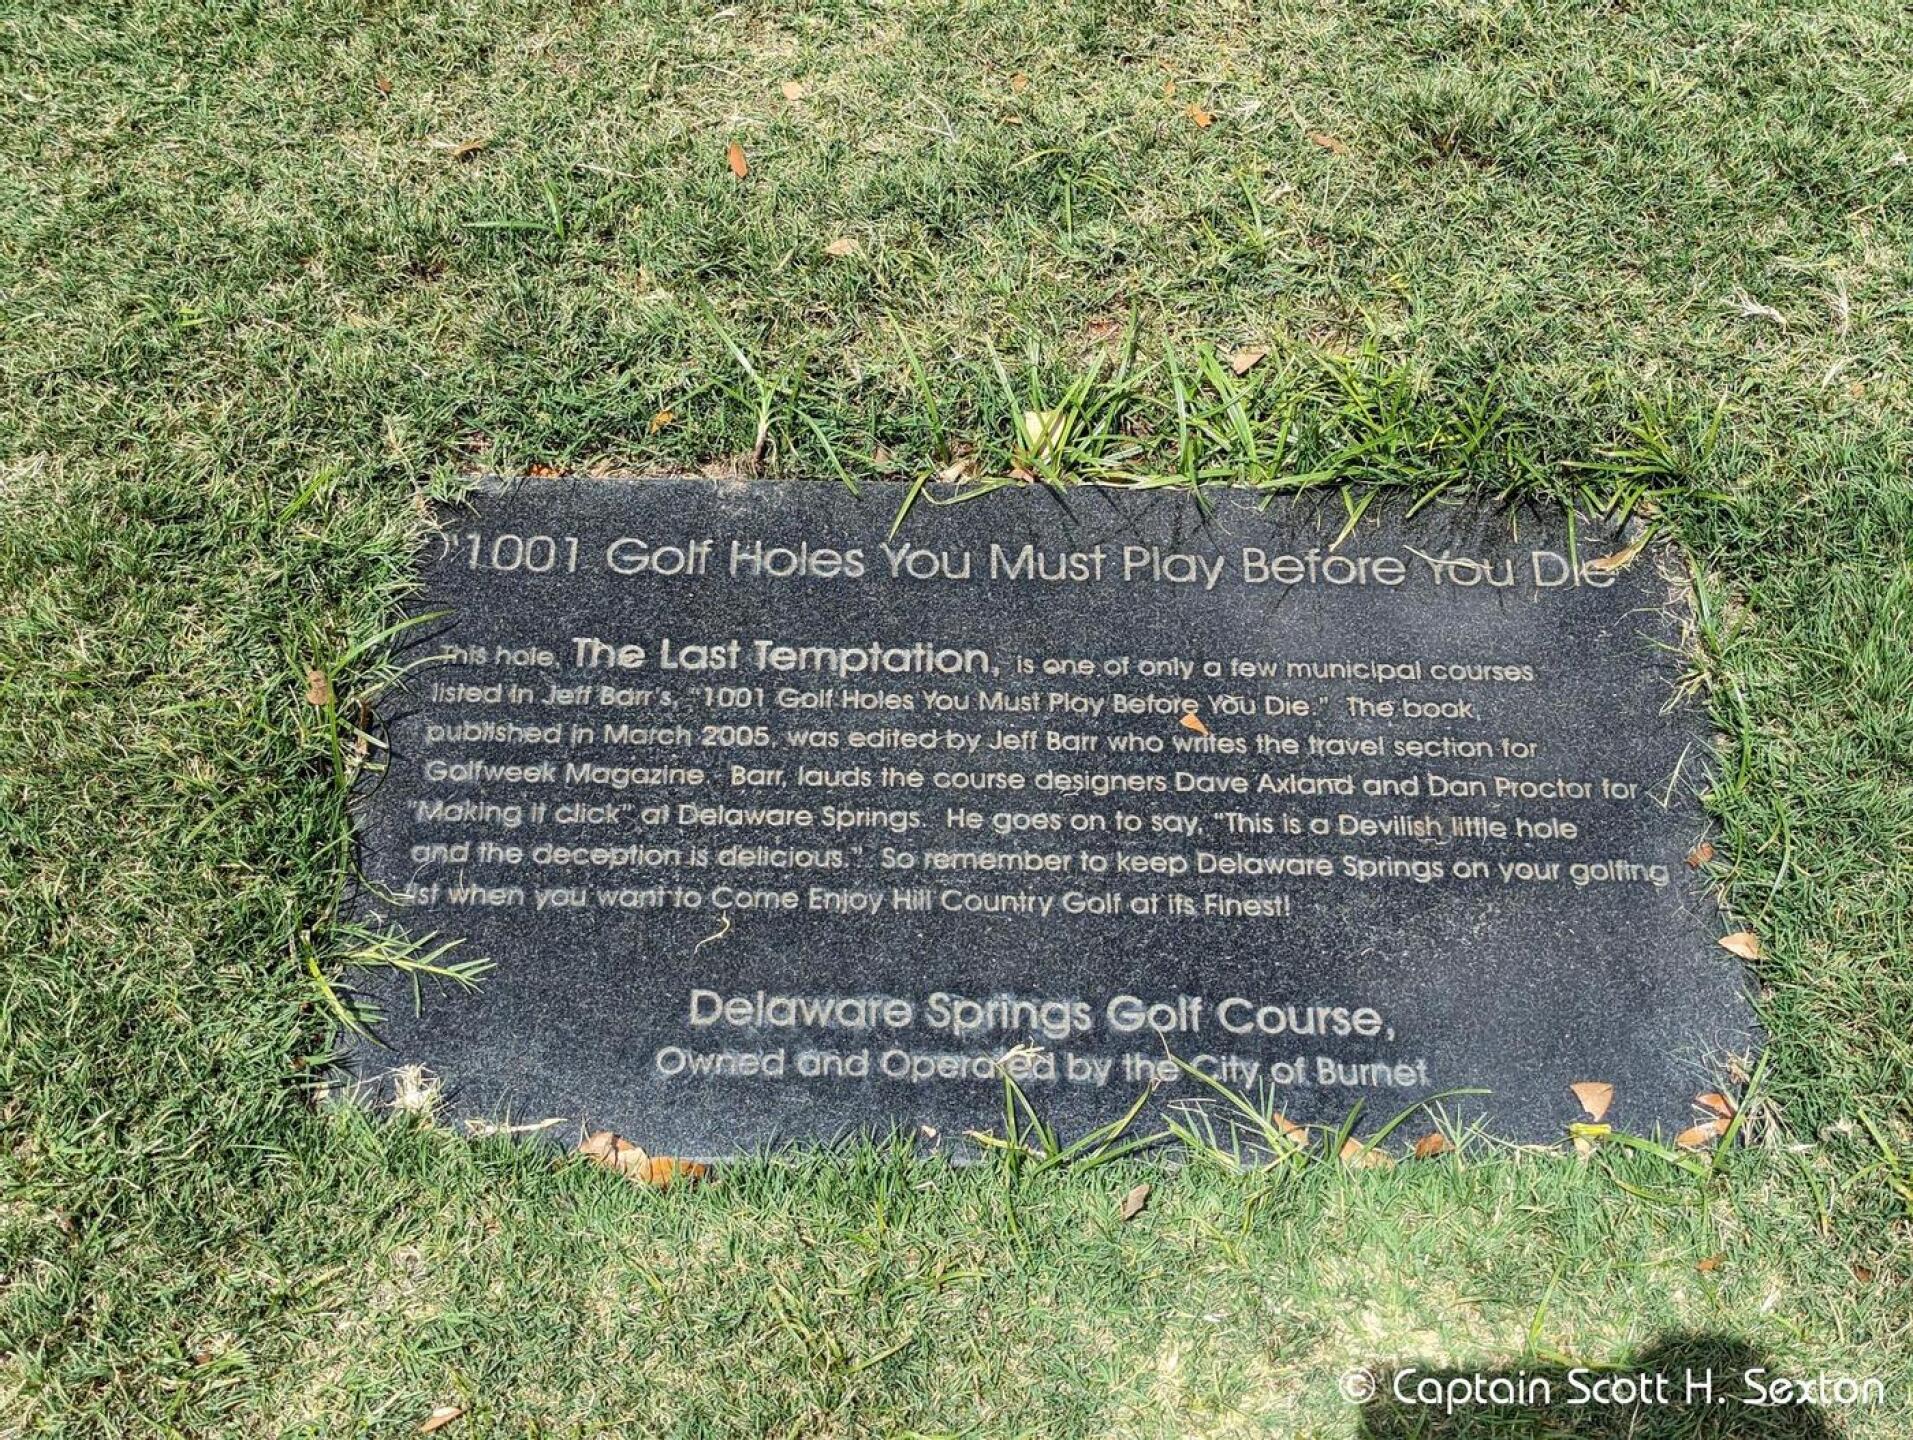 "1001 Golf Holes You Must Play Before You Die
This hole, The Last Temptation, is one of only a few municipal courses
listed in Jeff Barr's, "1001 Golf Holes You Must Play Before You Die." The book,
published in March 2005, was edited by Jeff Barr who writes the travel section for
Golfweek Magazine. Barr, lauds the course designers Dave Axland and Dan Proctor for
"Making it click" at Delaware Springs. He goes on to say, "This is a Devilish little hole
and the deception is delicious." So remember to keep Delaware Springs on your golfing
list when you want to Come Enjoy Hill Country Golf at its Finest!
Delaware Springs Golf Course,
Owned and Operated by the City of Burnet
© Captain Scott H. Sexton